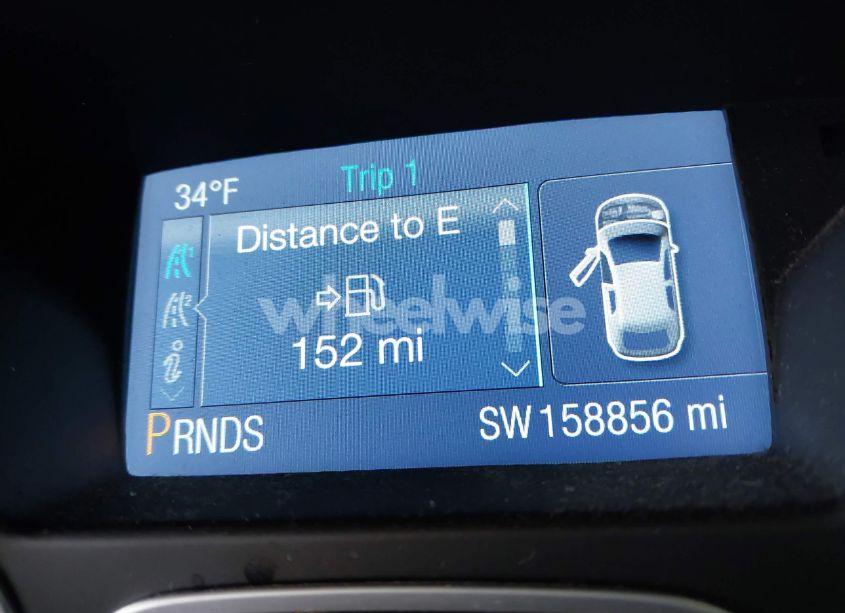 34°F
Trip 1
Distance to E
152 mi
PRNDS
SW 158856 mi
wheelwise